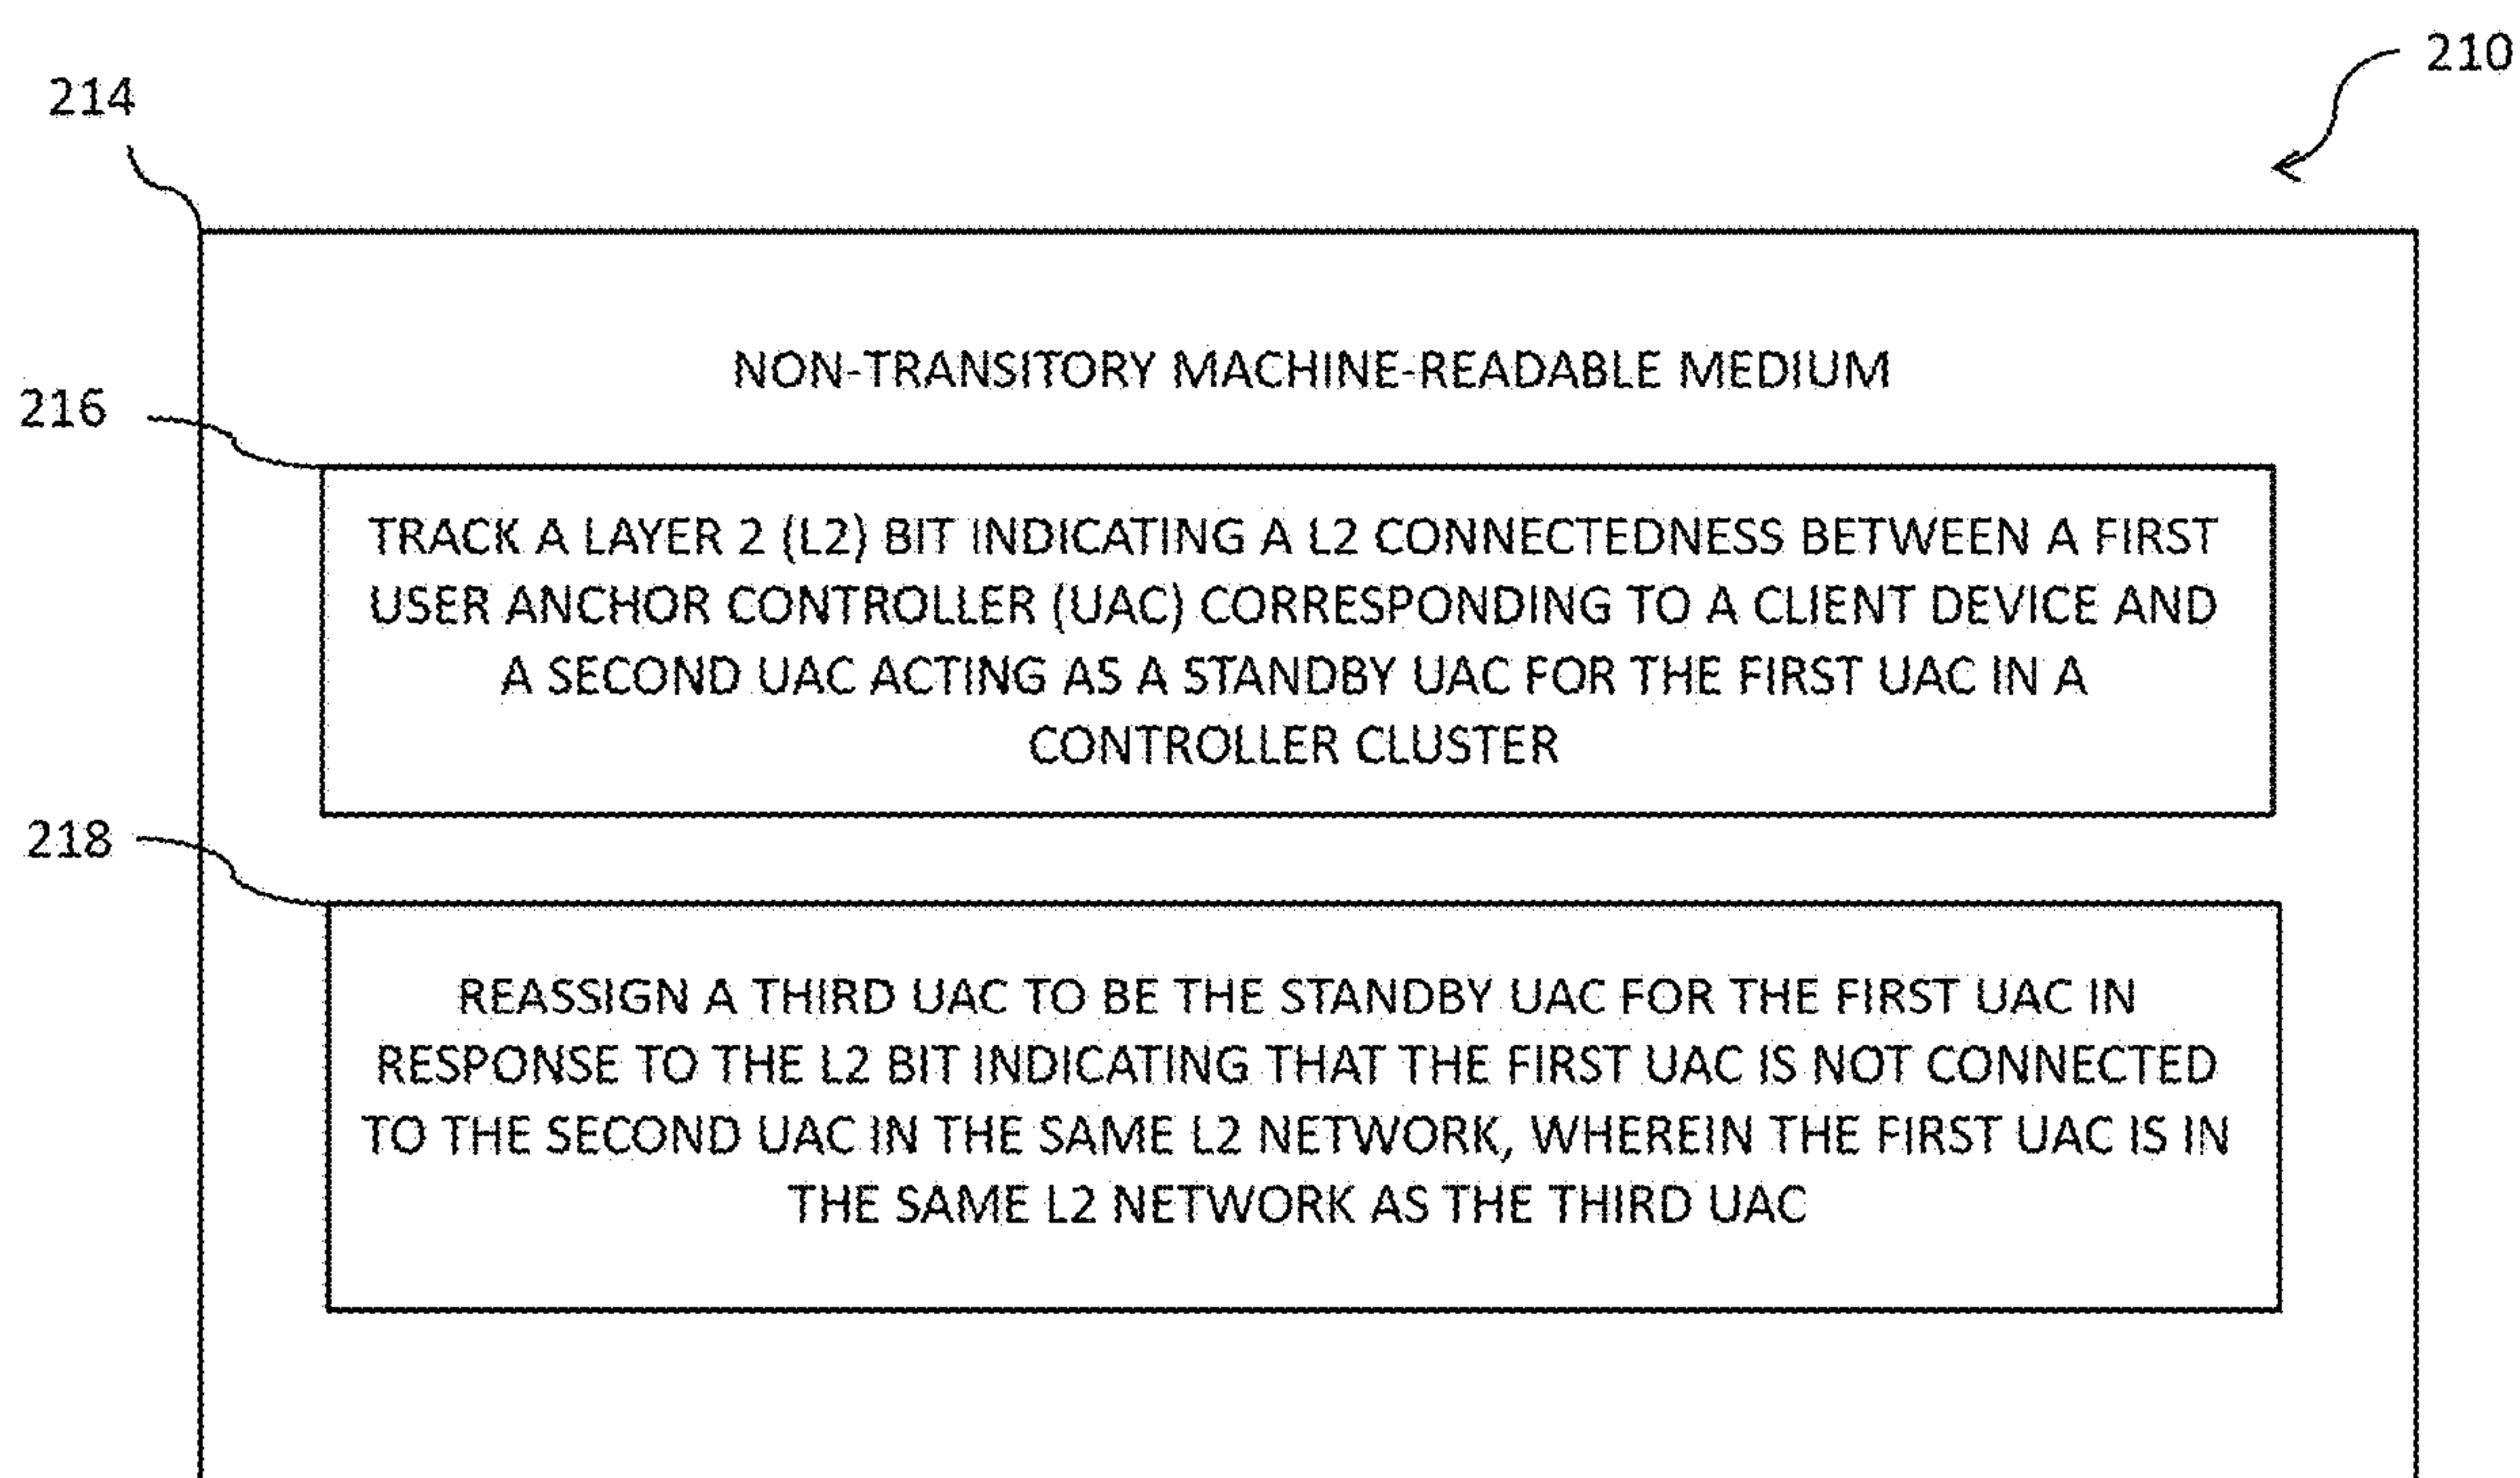 210
214
NON-TRANSITORY MACHINE-READABLE MEDIUM
216
TRACK A LAYER 2 (L2) BIT INDICATING A L2 CONNECTEDNESS BETWEEN A FIRST
USER ANCHOR CONTROLLER (UAC) CORRESPONDING TO A CLIENT DEVICE AND
A SECOND UAC ACTING AS A STANDBY UAC FOR THE FIRST UAC IN A
CONTROLLER CLUSTER
218
REASSIGN A THIRD UAC TO BE THE STANDBY UAC FOR THE FIRST UAC IN
RESPONSE TO THE L2 BIT INDICATING THAT THE FIRST UAC IS NOT CONNECTED
TO THE SECOND UAC IN THE SAME L2 NETWORK, WHEREIN THE FIRST UAC IS IN
THE SAME L2 NETWORK AS THE THIRD UAC